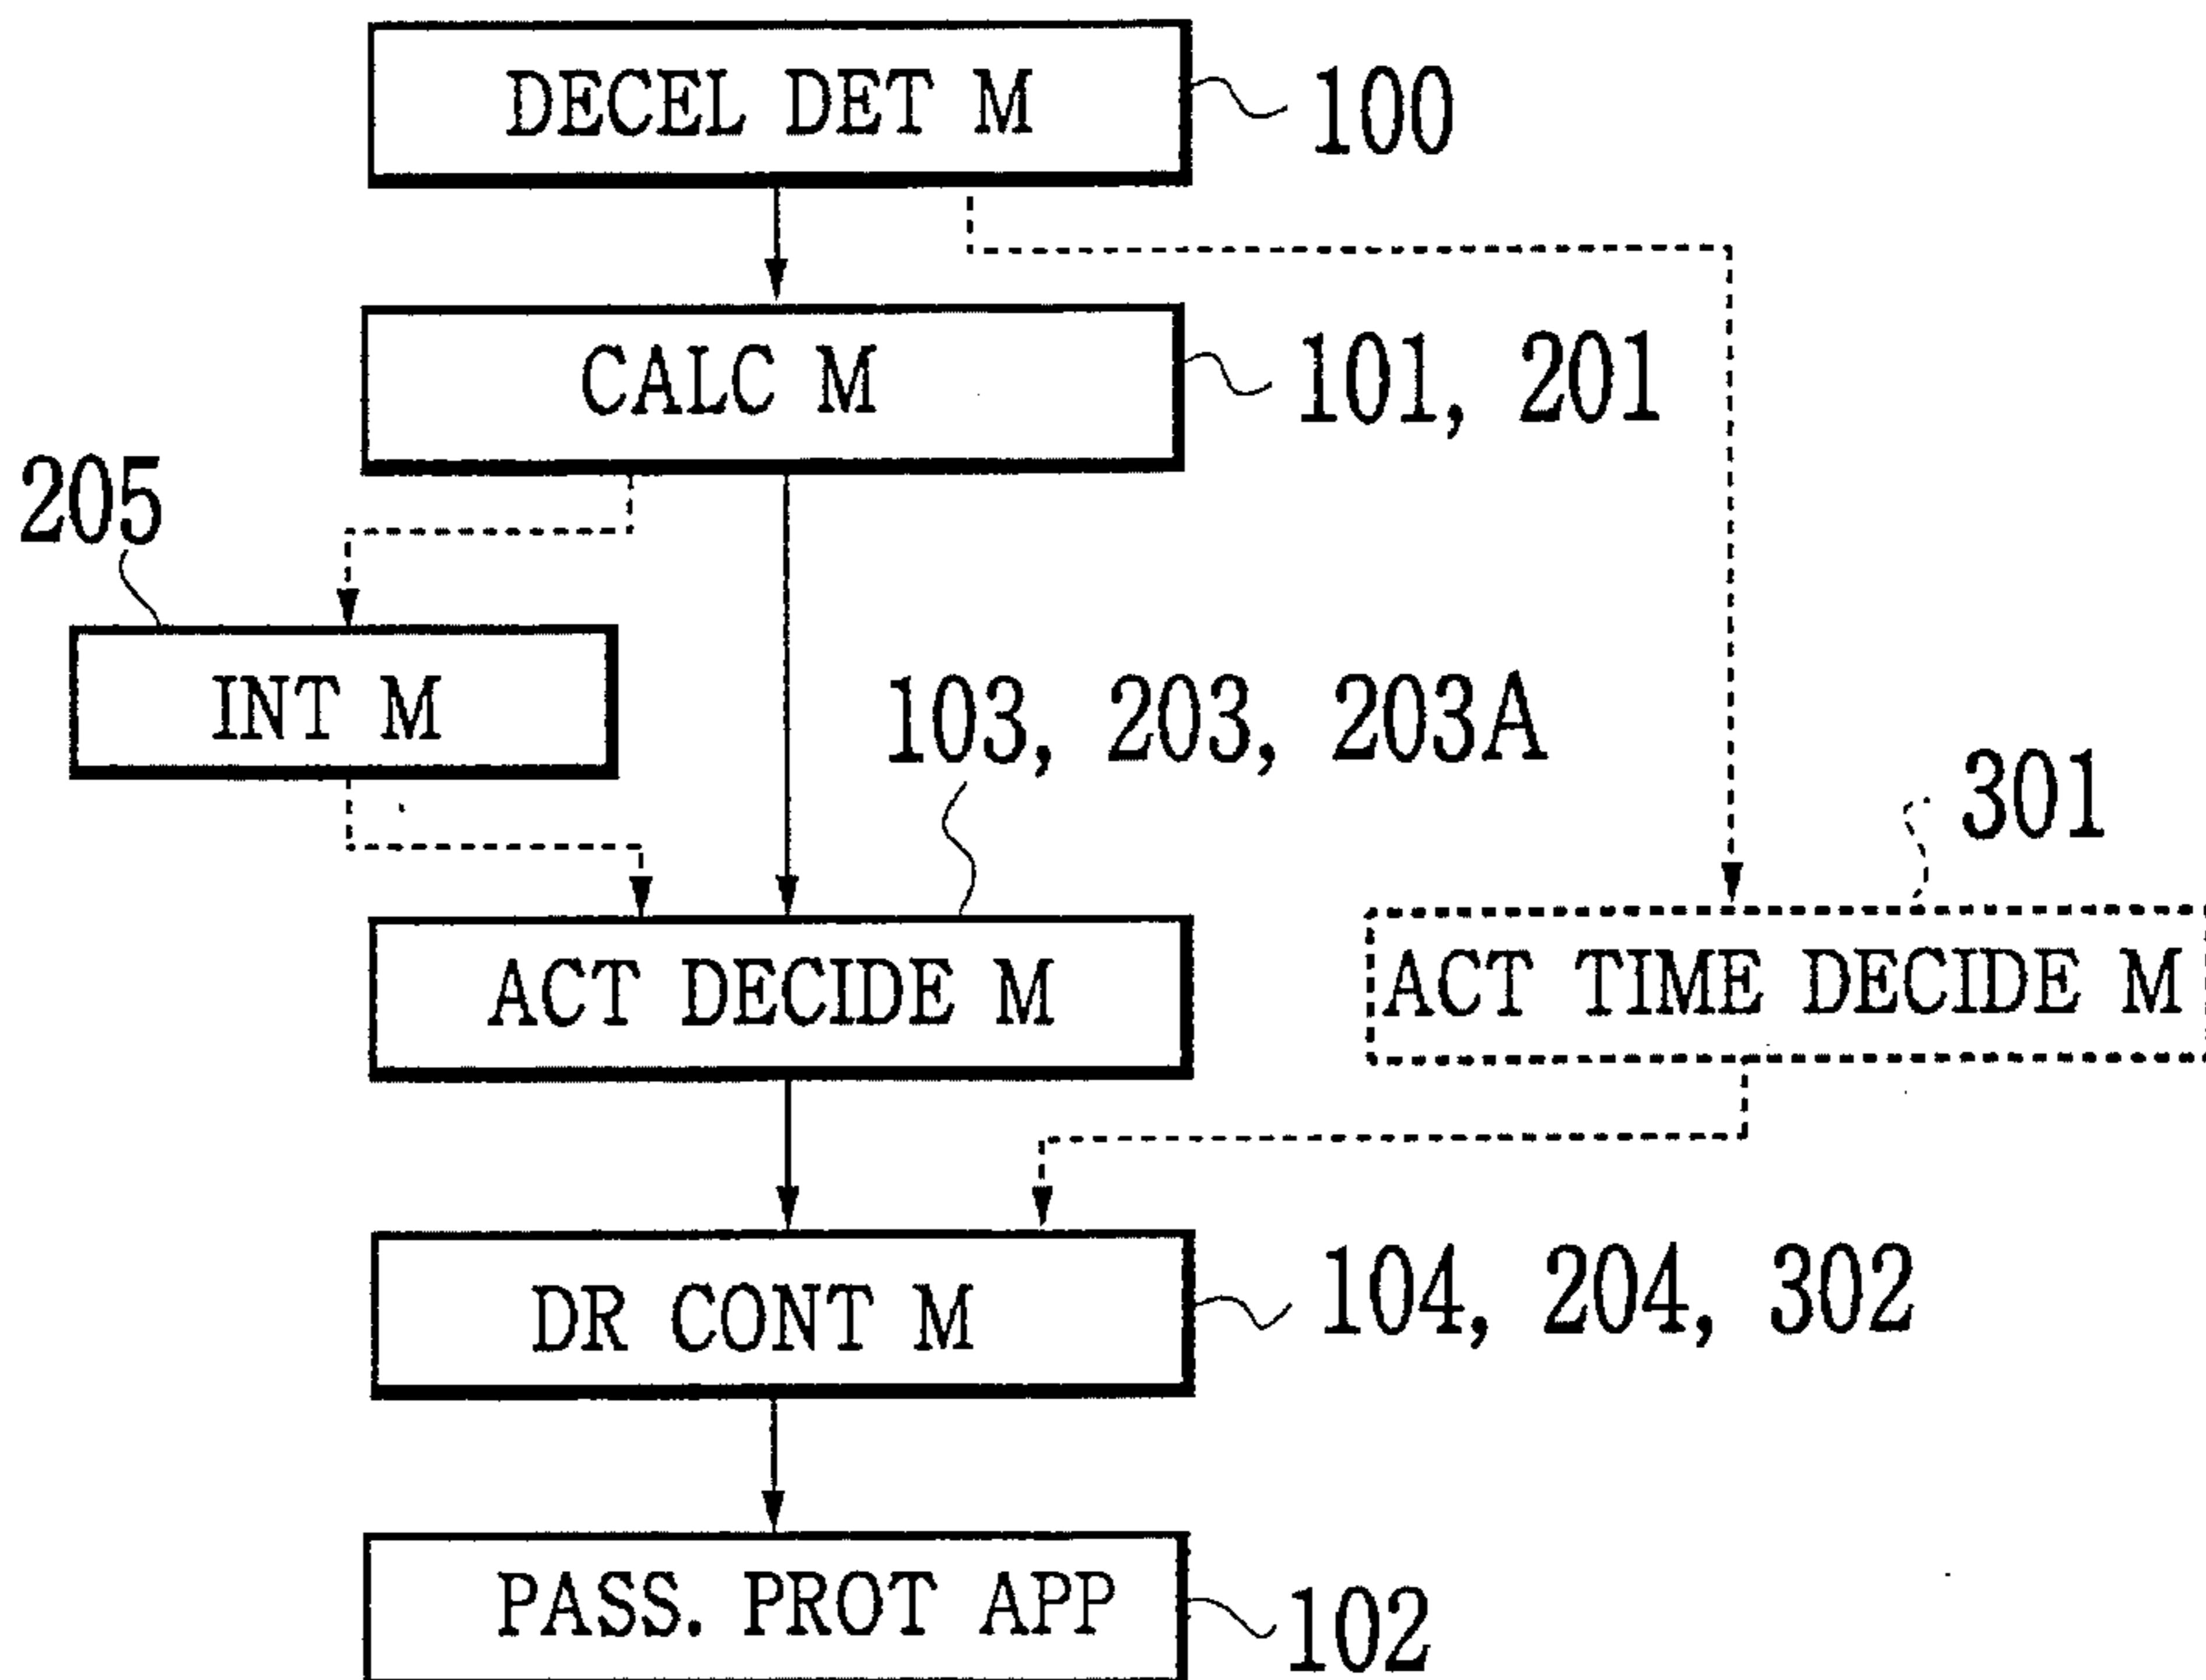 DECEL DET M
100
CALC M
101, 201
205
INT M
103, 203, 203A
301
ACT DECIDE M
ACT TIME DECIDE M
DR CONT M
104, 204, 302
PASS. PROT APP
102